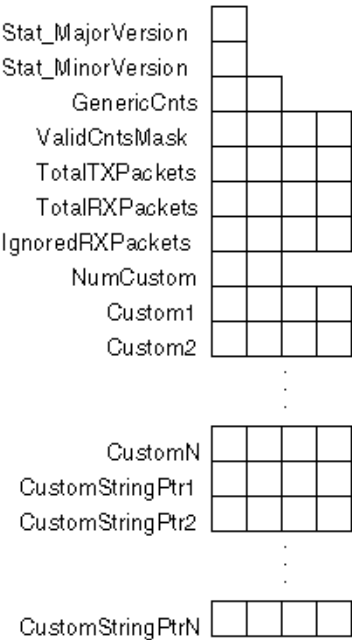 Stat_MajorVersion
Stat_MinorVersion
GenericCnts
ValidCntsMask
TotalTXPackets
TotalRXPackets
IgnoredRXPackets
NumCustom
Custom1
Custom2
CustomN
CustomStringPtr1
CustomStringPtr2
CustomStringPtrN